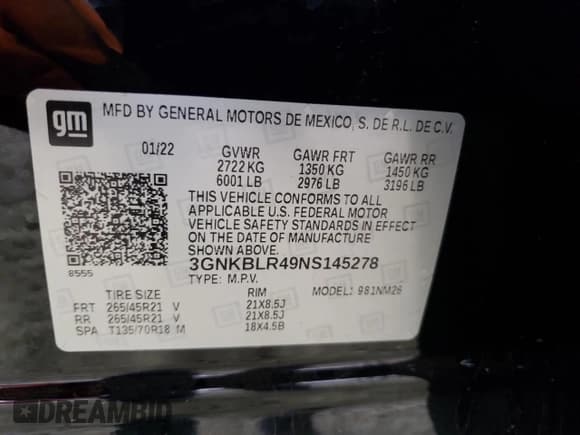 gm
MFD BY GENERAL MOTORS DE MEXICO, S. DE R.L. DE C.V.
01/22 GVWR GAWR FRT GAWR RR
2722 KG 1350 KG 1450 KG
6001 LB 2976 LB 3196 LB
THIS VEHICLE CONFORMS TO ALL
APPLICABLE U.S. FEDERAL MOTOR
VEHICLE SAFETY STANDARDS IN EFFECT
ON THE DATE OF MANUFACTURE
SHOWN ABOVE.
8555 3GNKBLR49NS145278
TYPE: M.P.V. MODEL: 981NM26
TIRE SIZE RIM
FRT 265/45R21 V 21X8.5J
RR 265/45R21 V 21X8.5J
SPA T135/70R18 M 18X4.5B
DREAMBID